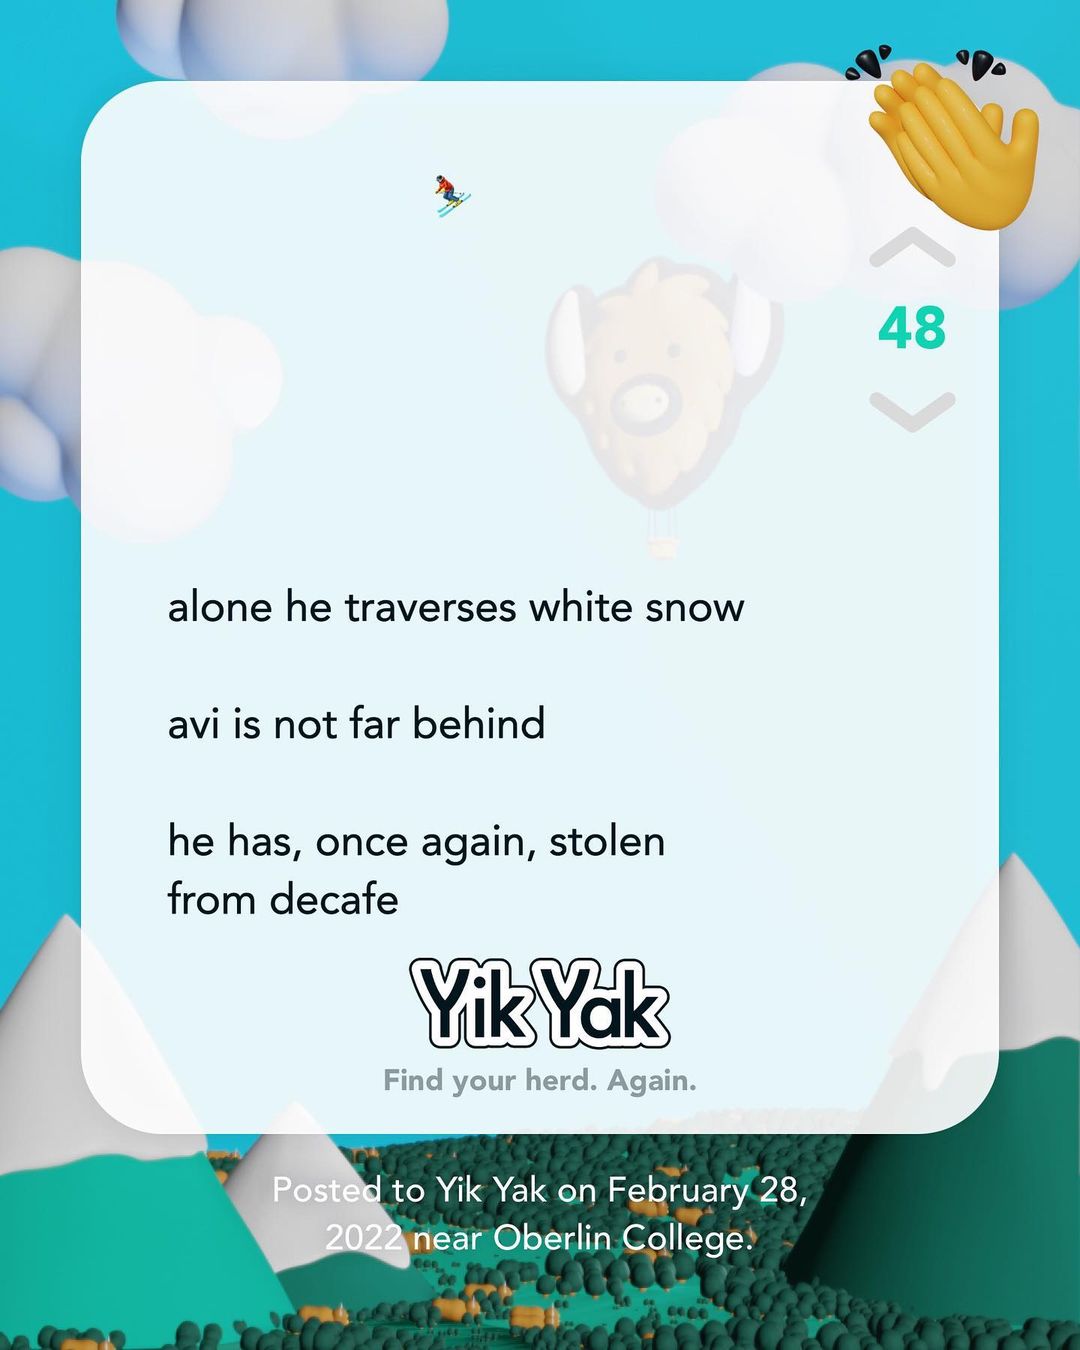 48
alone he traverses white snow
avi is not far behind
he has, once again, stolen
from decafe
Yik Yak
Find your herd. Again.
Posted to Yik Yak on February 28,
2022 near Oberlin College.